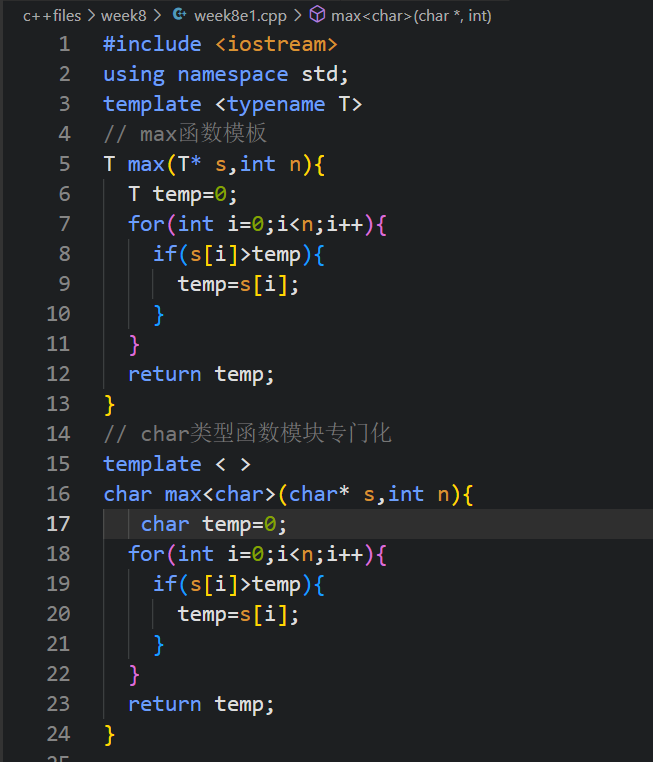 c++files > week8 > week8e1.cpp > max<char>(char *, int)
1 #include <iostream>
2 using namespace std;
3 template <typename T>
4 // max函数模板
5 T max(T* s,int n){
6 T temp=0;
7 for(int i=0;i<n;i++){
8 if(s[i]>temp){
9 temp=s[i];
10 }
11 }
12 return temp;
13 }
14 // char类型函数模块专门化
15 template < >
16 char max<char>(char* s,int n){
17 char temp=0;
18 for(int i=0;i<n;i++){
19 if(s[i]>temp){
20 temp=s[i];
21 }
22 }
23 return temp;
24 }